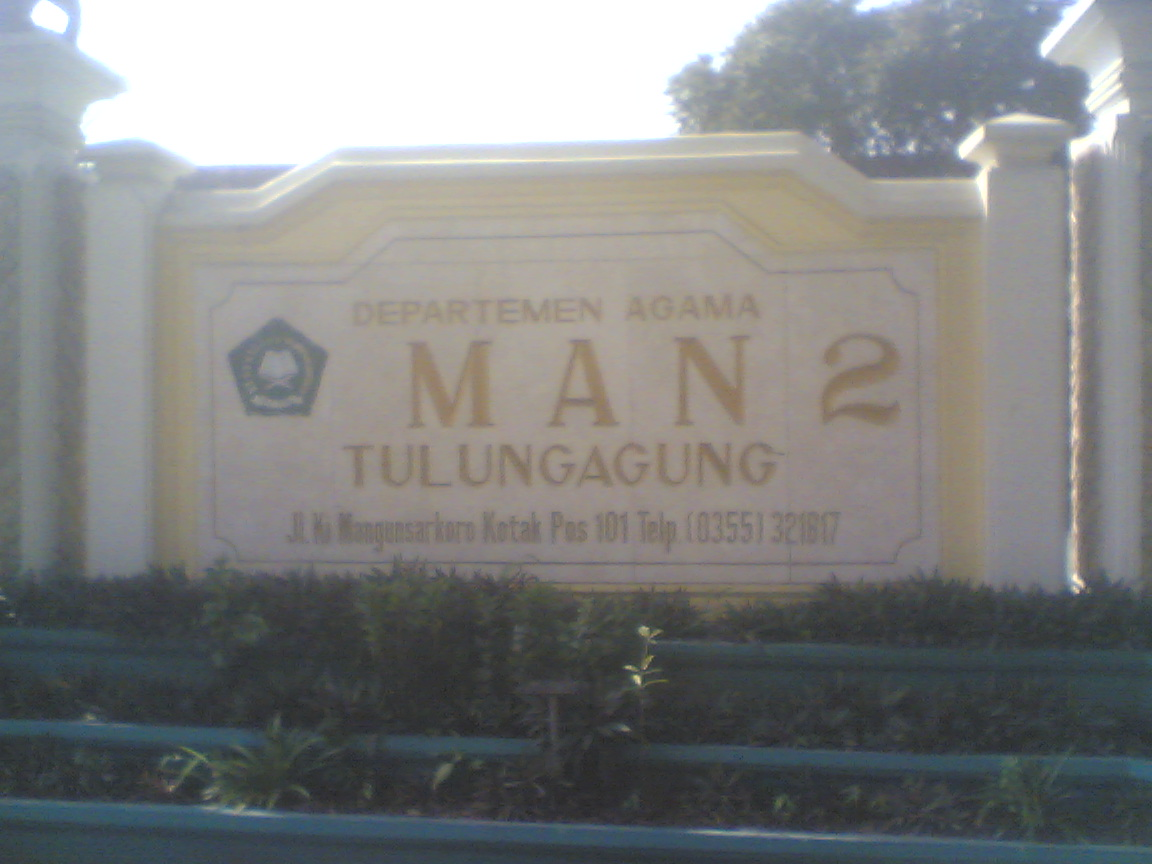 DEPARTEMEN AGAMA
MAN 2
TULUNGAGUNG
Jl. Ki Mangunsarkoro Kotak Pos 101 Telp. (0355) 321817